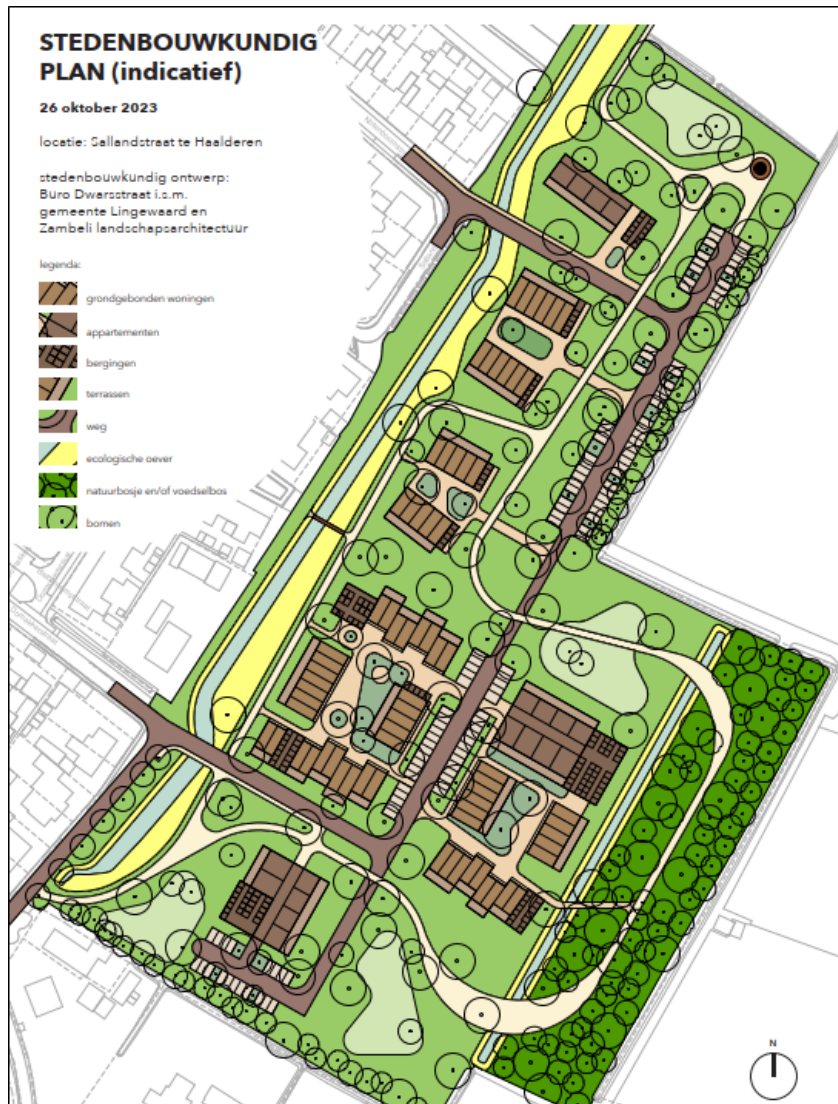 STEDENBOUWKUNDIG
PLAN (indicatief)
26 oktober 2023
locatie: Sallandstraat te Haalderen
stedenbouwkundig ontwerp:
Buro Dwarsstraat i.s.m.
gemeente Lingewaard en
Zambeli landschapsarchitectuur
legenda:
grondgebonden woningen
appartementen
bergingen
terrassen
weg
ecologische oever
natuurbosje en/of voedselbos
bomen
N